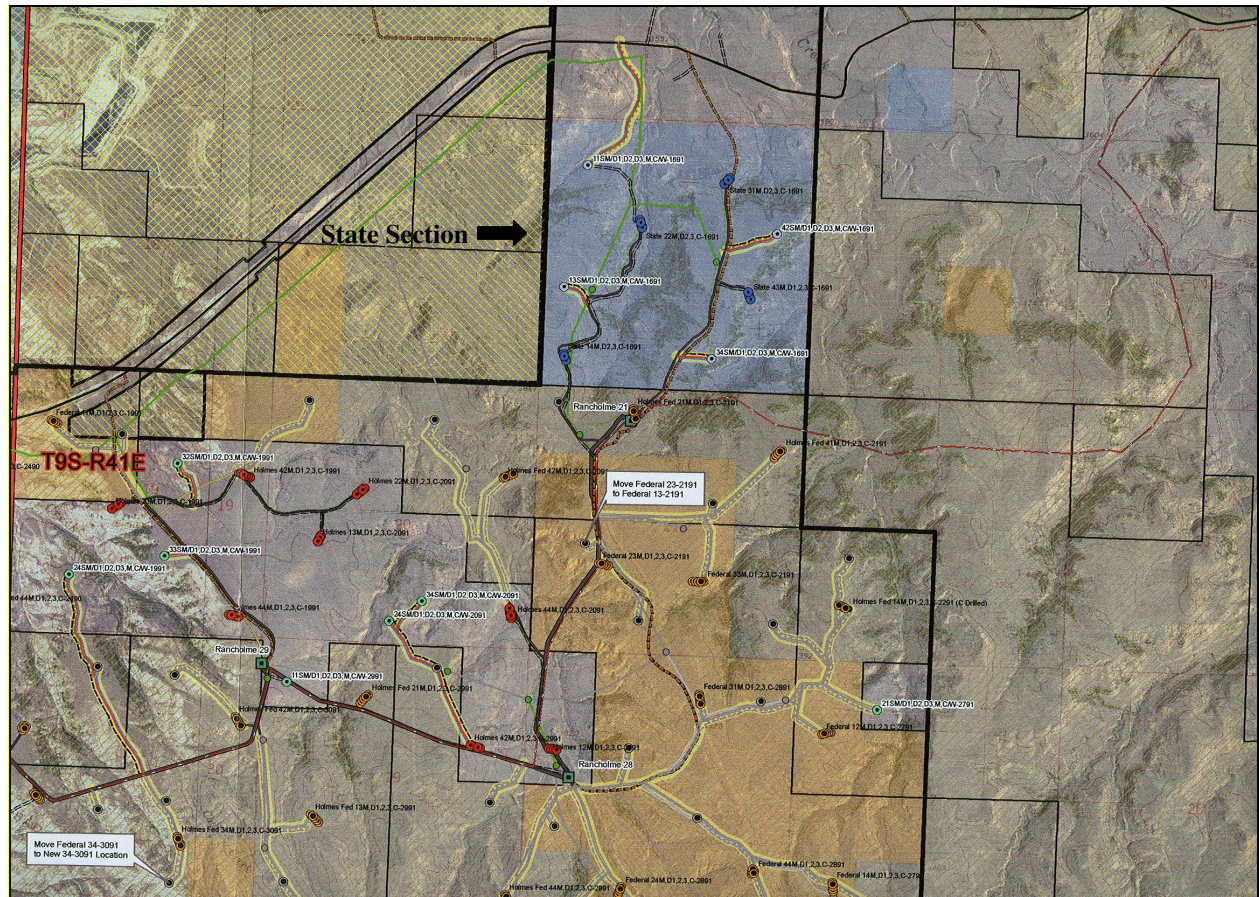 11SM/D1,D2,D3,M,C/W-1691
State 31M,D2,3,C-1691
State Section
State 22M,D2,3,C-1691
42SM/D1,D2,D3,M,C/W-1691
13SM/D1,D2,D3,M,C/W-1691
State 43M,D1,2,3,C-1691
State 14M,D2,3,C-1691
34SM/D1,D2,D3,M,C/W-1691
Rancholme 21
Holmes Fed 21M,D1,2,3,C-2191
T9S-R41E
32SM/D1,D2,D3,M,C/W-1991
Holmes 42M,D1,2,3,C-1991
Holmes 22M,D1,2,3,C-2091
Holmes Fed 42M,D1,2,3,C-2091
Holmes Fed 41M,D1,2,3,C-2191
Move Federal 23-2191
to Federal 13-2191
19
Holmes 13M,D1,2,3,C-2091
33SM/D1,D2,D3,M,C/W-1991
24SM/D1,D2,D3,M,C/W-1991
Federal 23M,D1,2,3,C-2191
Federal 33M,D1,2,3,C-2191
34SM/D1,D2,D3,M,C/W-2091
24SM/D1,D2,D3,M,C/W-2091
Holmes 44M,D1,2,3,C-1991
Holmes 44M,D1,2,3,C-2091
Holmes Fed 14M,D1,2,3,C-2291 (C Drilled)
Rancholme 29
11SM/D1,D2,D3,M,C/W-2991
Holmes Fed 21M,D1,2,3,C-2991
Federal 31M,D1,2,3,C-2891
21SM/D1,D2,D3,M,C/W-2791
Holmes Fed 42M,D1,2,3,C-3091
Holmes 42M,D1,2,3,C-2991
Holmes 12M,D1,2,3,C-2891
Federal 12M,D1,2,3,C-2791
Rancholme 28
Holmes Fed 13M,D1,2,3,C-2991
Holmes Fed 34M,D1,2,3,C-3091
Move Federal 34-3091
to New 34-3091 Location
Federal 44M,D1,2,3,C-2891
Holmes Fed 44M,D1,2,3,C-2991
Federal 24M,D1,2,3,C-2891